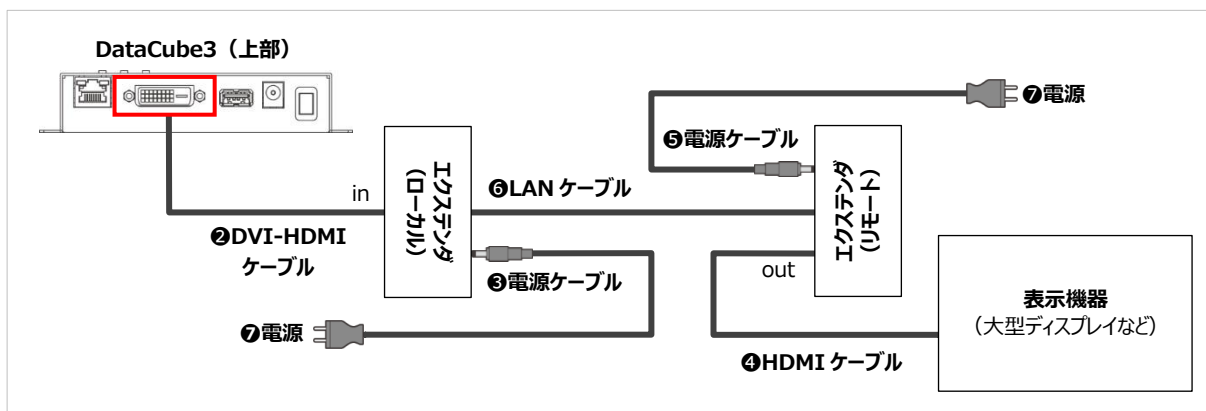 DataCube3（上部）
❼電源
❺電源ケーブル
in
エクステンダ
(ローカル)
❻LAN ケーブル
エクステンダ
(リモート)
❷DVI-HDMI
ケーブル
❸電源ケーブル
out
❼電源
表示機器
（大型ディスプレイなど）
❹HDMI ケーブル